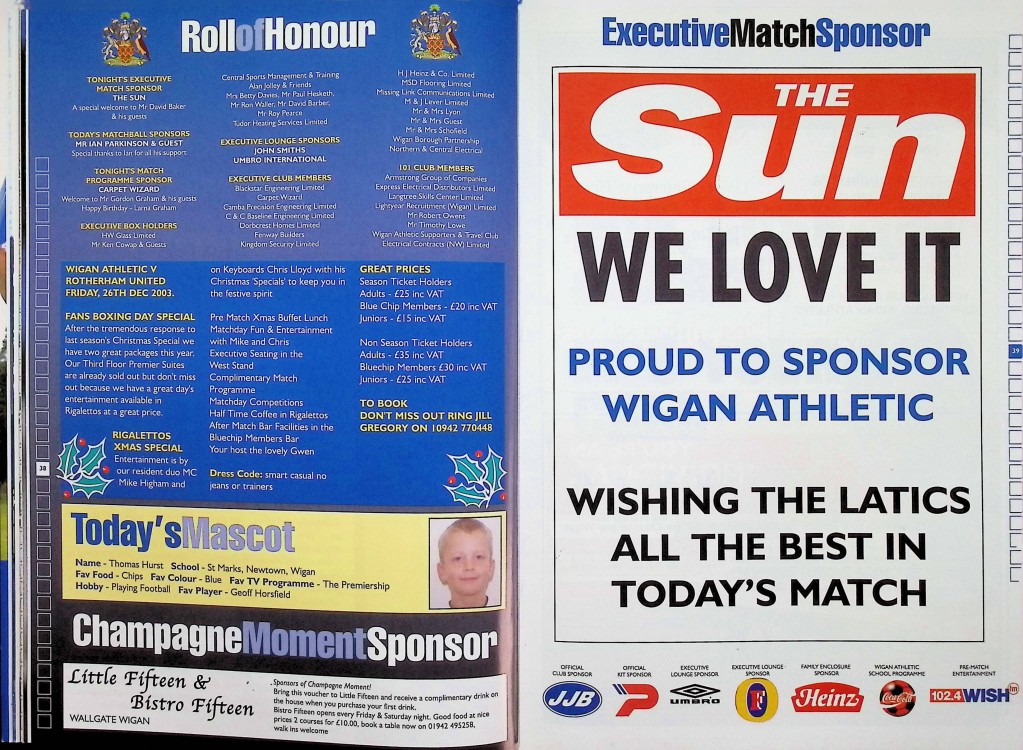 RollofHonour
TONIGHT'S EXECUTIVE
MATCH SPONSOR
THE SUN
A special welcome to Mr David Baker
& his guests
TODAY'S MATCHBALL SPONSORS
MR IAN PARKINSON & GUEST
Special thanks to Ian for all his support
TONIGHT'S MATCH
PROGRAMME SPONSOR
CARPET WIZARD
Welcome to Mr Gordon Graham & his guests
Happy Birthday - Larna Graham
EXECUTIVE BOX HOLDERS
HW Glass Limited
Mr Ken Cowap & Guests
Central Sports Management & Training
Alan Jolley & Friends
Mrs Betty Davies, Mr Paul Hesketh,
Mr Ron Waller, Mr David Barber,
Mr Roy Pearce
Tudor Heating Services Limited
EXECUTIVE LOUNGE SPONSORS
JOHN SMITHS
UMBRO INTERNATIONAL
EXECUTIVE CLUB MEMBERS
Blackstar Engineering Limited
Carpet Wizard
Camba Precision Engineering Limited
C & C Baseline Engineering Limited
Dorbcrest Homes Limited
Fenway Builders
Kingdom Security Limited
H J Heinz & Co. Limited
MSD Flooring Limited
Missing Link Communications Limited
M & J Lever Limited
Mr & Mrs Lyon
Mr & Mrs Guest
Mr & Mrs Schofield
Wigan Borough Partnership
Northern & Central Electrical
101 CLUB MEMBERS
Armstrong Group of Companies
Express Electrical Distributors Limited
Langtree Skills Center Limited
Lightyear Recruitment (Wigan) Limited
Mr Robert Owens
Mr Timothy Lowe
Wigan Athletic Supporters & Travel Club
Electrical Contracts (NW) Limited
WIGAN ATHLETIC V
ROTHERHAM UNITED
FRIDAY, 26TH DEC 2003.
FANS BOXING DAY SPECIAL
After the tremendous response to
last season's Christmas Special we
have two great packages this year.
Our Third Floor Premier Suites
are already sold out but don't miss
out because we have a great day's
entertainment available in
Rigalettos at a great price.
RIGALETTOS
XMAS SPECIAL
Entertainment is by
our resident duo MC
Mike Higham and
on Keyboards Chris Lloyd with his
Christmas 'Specials' to keep you in
the festive spirit
Pre Match Xmas Buffet Lunch
Matchday Fun & Entertainment
with Mike and Chris
Executive Seating in the
West Stand
Complimentary Match
Programme
Matchday Competitions
Half Time Coffee in Rigalettos
After Match Bar Facilities in the
Bluechip Members Bar
Your host the lovely Gwen
Dress Code: smart casual no
jeans or trainers
GREAT PRICES
Season Ticket Holders
Adults - £25 inc VAT
Blue Chip Members - £20 inc VAT
Juniors - £15 inc VAT
Non Season Ticket Holders
Adults - £35 inc VAT
Bluechip Members £30 inc VAT
Juniors - £25 inc VAT
TO BOOK
DON'T MISS OUT RING JILL
GREGORY ON 10942 770448
38
Today'sMascot
Name - Thomas Hurst School - St Marks, Newtown, Wigan
Fav Food - Chips Fav Colour - Blue Fav TV Programme - The Premiership
Hobby - Playing Football Fav Player - Geoff Horsfield
ChampagneMomentSponsor
Little Fifteen &
Bistro Fifteen
WALLGATE WIGAN
Sponsors of Champagne Moment!
Bring this voucher to Little Fifteen and receive a complimentary drink on
the house when you purchase your first drink.
Bistro Fifteen opens every Friday & Saturday night. Good food at nice
prices 2 courses for £10.00, book a table now on 01942 495258,
walk ins welcome
ExecutiveMatchSponsor
THE
Sun
WE LOVE IT
PROUD TO SPONSOR
WIGAN ATHLETIC
WISHING THE LATICS
ALL THE BEST IN
TODAY'S MATCH
39
OFFICIAL
CLUB SPONSOR
JJB
OFFICIAL
KIT SPONSOR
EXECUTIVE
LOUNGE SPONSOR
UMBRO
EXECUTIVE LOUNGE
SPONSOR
FAMILY ENCLOSURE
SPONSOR
Heinz
WIGAN ATHLETIC
SCHOOL PROGRAMME
Coca-Cola
PRE-MATCH
ENTERTAINMENT
102.4 WISH fm